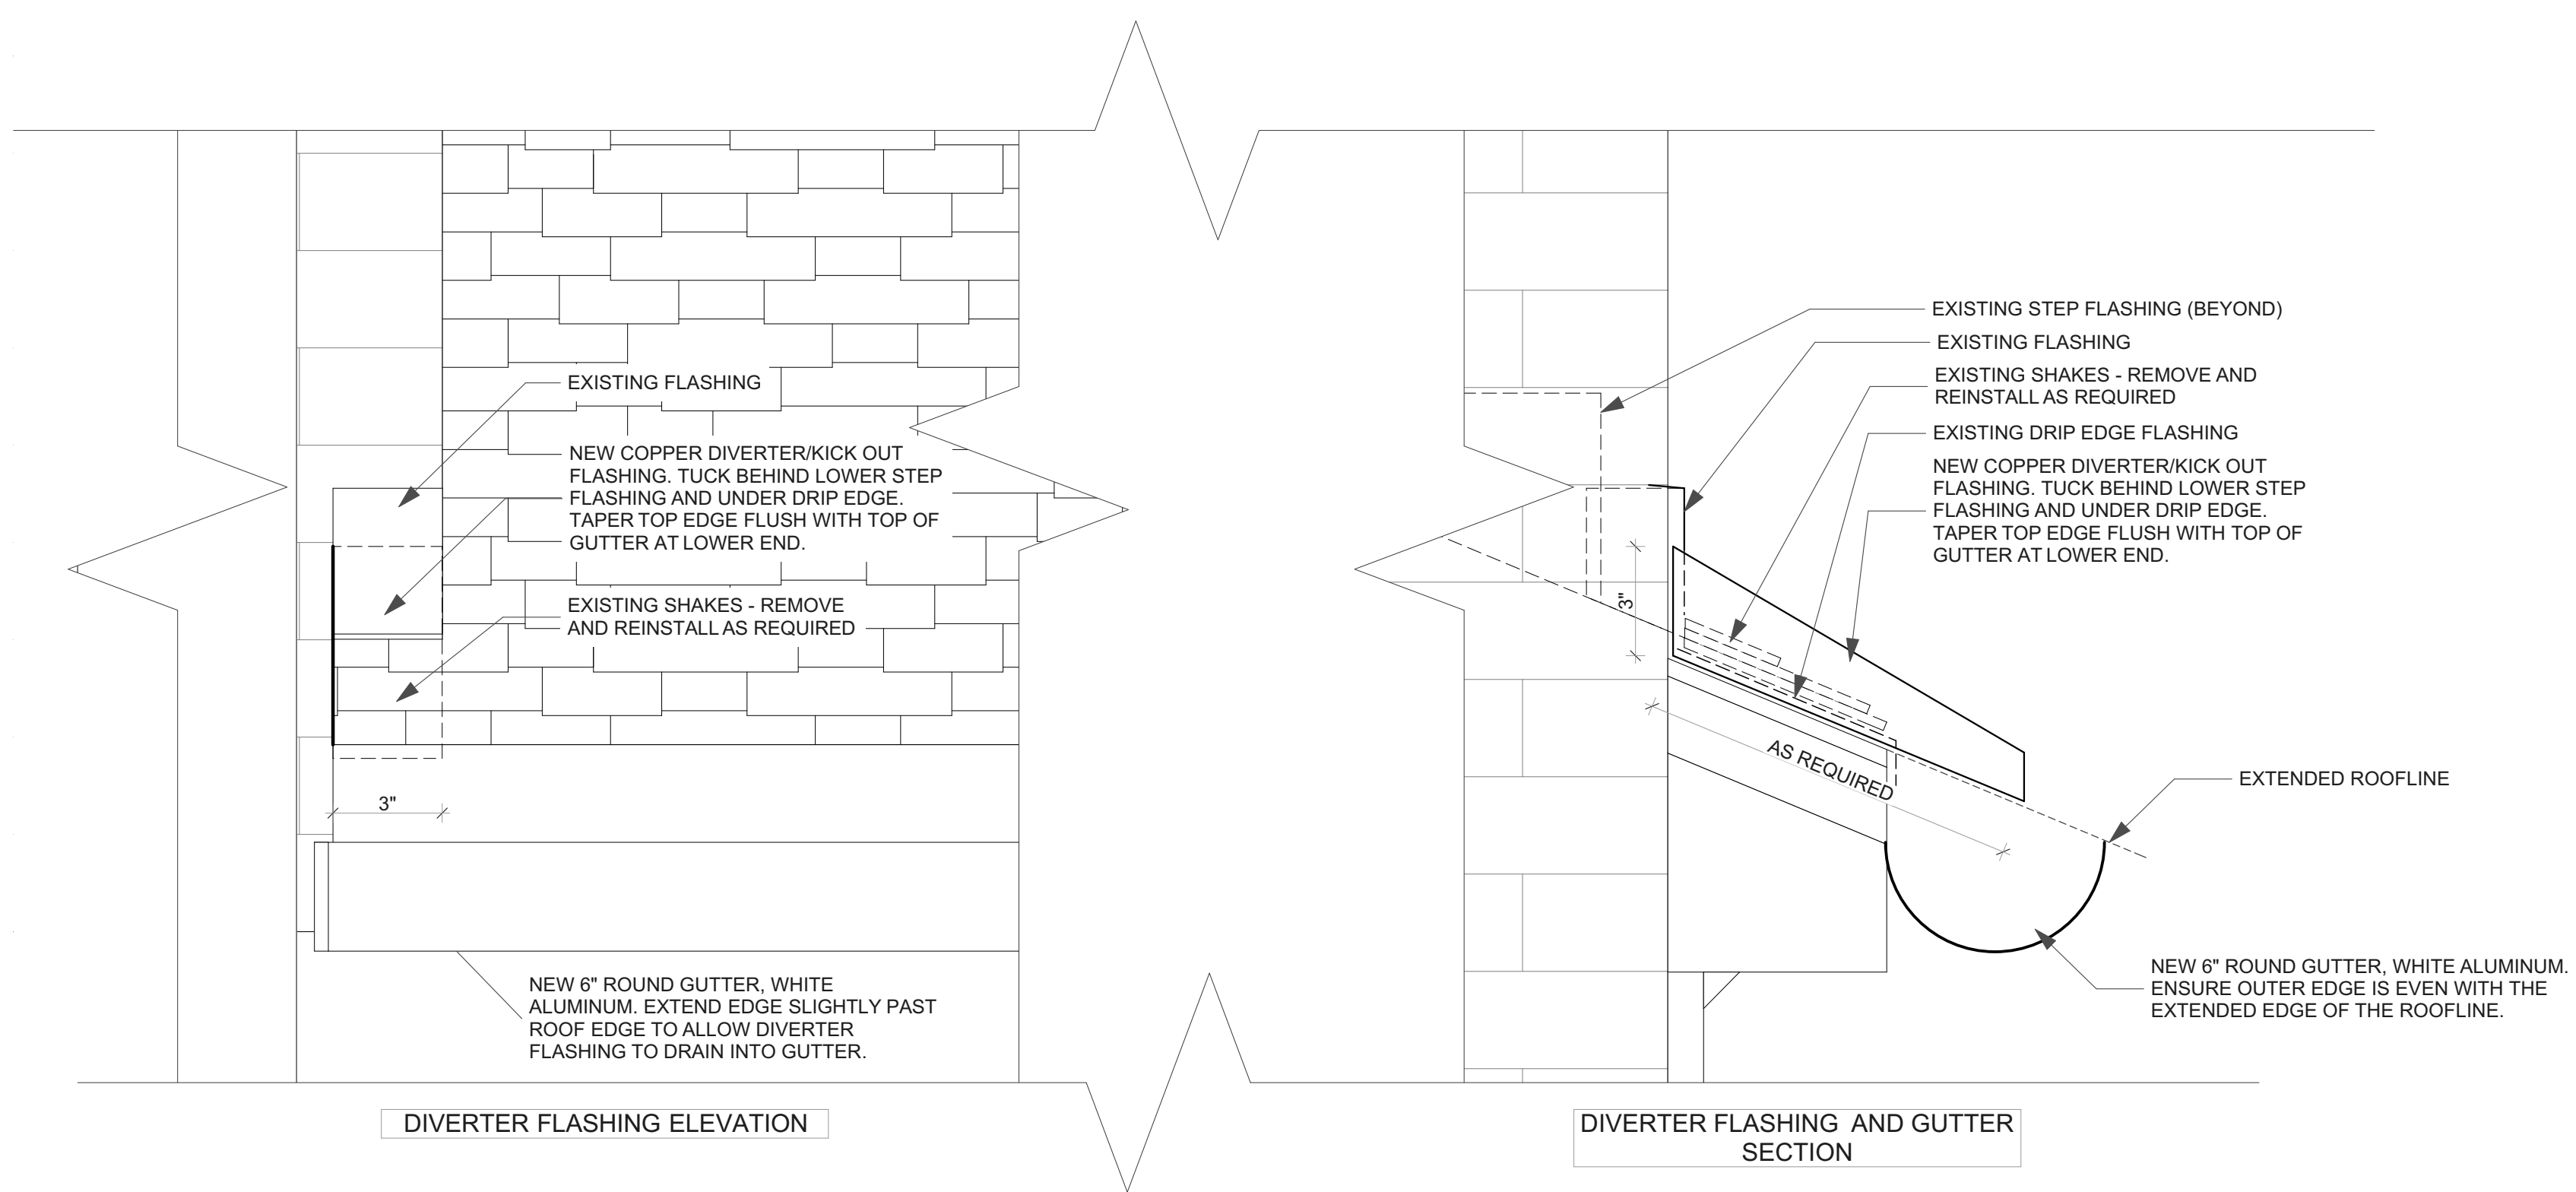 EXISTING FLASHING
NEW COPPER DIVERTER/KICK OUT
FLASHING. TUCK BEHIND LOWER STEP
FLASHING AND UNDER DRIP EDGE.
TAPER TOP EDGE FLUSH WITH TOP OF
GUTTER AT LOWER END.
EXISTING SHAKES - REMOVE
AND REINSTALL AS REQUIRED
3"
NEW 6" ROUND GUTTER, WHITE
ALUMINUM. EXTEND EDGE SLIGHTLY PAST
ROOF EDGE TO ALLOW DIVERTER
FLASHING TO DRAIN INTO GUTTER.
DIVERTER FLASHING ELEVATION
EXISTING STEP FLASHING (BEYOND)
EXISTING FLASHING
EXISTING SHAKES - REMOVE AND
REINSTALL AS REQUIRED
EXISTING DRIP EDGE FLASHING
NEW COPPER DIVERTER/KICK OUT
FLASHING. TUCK BEHIND LOWER STEP
FLASHING AND UNDER DRIP EDGE.
TAPER TOP EDGE FLUSH WITH TOP OF
GUTTER AT LOWER END.
3"
AS REQUIRED
EXTENDED ROOFLINE
NEW 6" ROUND GUTTER, WHITE ALUMINUM.
ENSURE OUTER EDGE IS EVEN WITH THE
EXTENDED EDGE OF THE ROOFLINE.
DIVERTER FLASHING AND GUTTER
SECTION